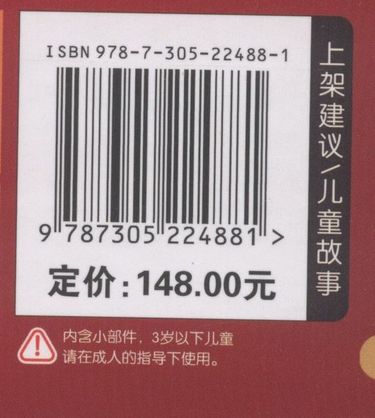 ISBN 978-7-305-22488-1
9 787305 224881 >
定价：148.00元
上架建议/儿童故事
内含小部件，3岁以下儿童
请在成人的指导下使用。